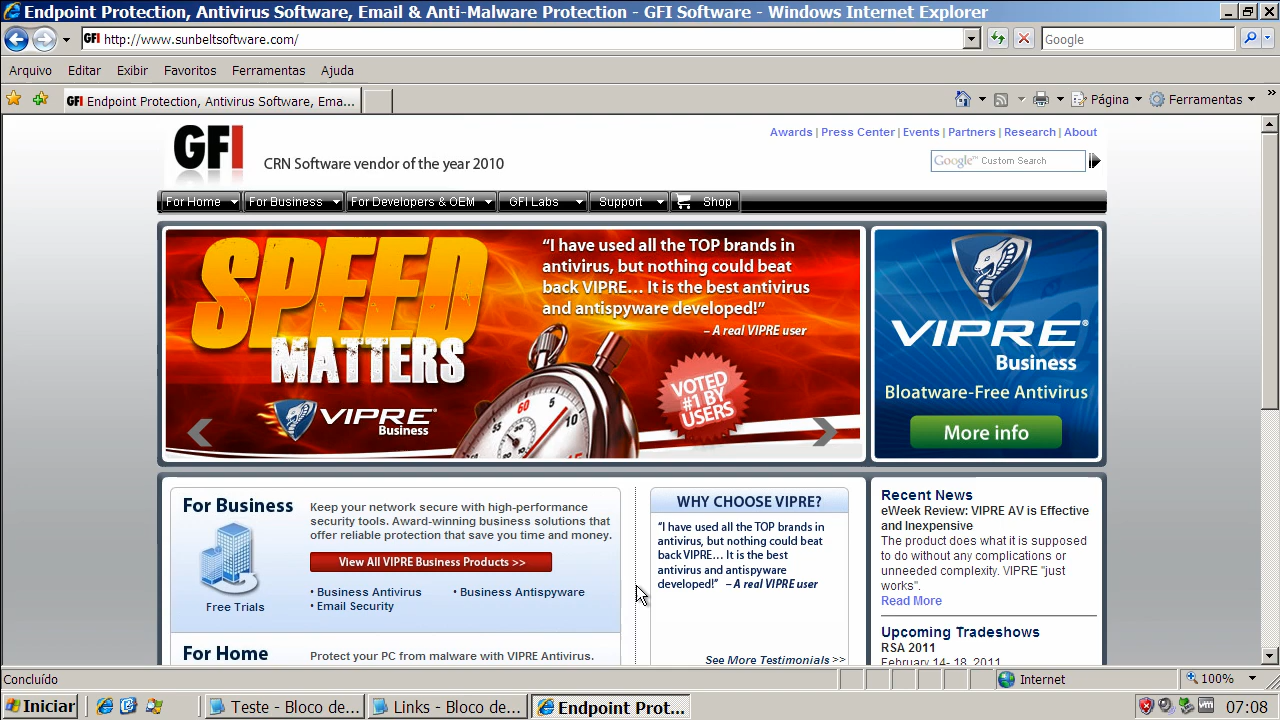 Endpoint Protection, Antivirus Software, Email & Anti-Malware Protection - GFI Software - Windows Internet Explorer
GFI http://www.sunbeltsoftware.com/
Google
Arquivo Editar Exibir Favoritos Ferramentas Ajuda
GFI Endpoint Protection, Antivirus Software, Ema...
Página Ferramentas »
GFI
CRN Software vendor of the year 2010
Awards | Press Center | Events | Partners | Research | About
Google™ Custom Search
For Home For Business For Developers & OEM GFI Labs Support Shop
SPEED
MATTERS
VIPRE®
Business
“I have used all the TOP brands in
antivirus, but nothing could beat
back VIPRE… It is the best antivirus
and antispyware developed!”
– A real VIPRE user
VOTED
#1 BY
USERS
60
5
10
VIPRE®
Business
Bloatware-Free Antivirus
More info
For Business
Free Trials
Keep your network secure with high-performance
security tools. Award-winning business solutions that
offer reliable protection that save you time and money.
View All VIPRE Business Products >>
• Business Antivirus • Business Antispyware
• Email Security
For Home
Protect your PC from malware with VIPRE Antivirus.
WHY CHOOSE VIPRE?
“I have used all the TOP brands in
antivirus, but nothing could beat
back VIPRE… It is the best
antivirus and antispyware
developed!” – A real VIPRE user
See More Testimonials >>
Recent News
eWeek Review: VIPRE AV is Effective
and Inexpensive
The product does what it is supposed
to do without any complications or
unneeded complexity. VIPRE "just
works".
Read More
Upcoming Tradeshows
RSA 2011
February 14- 18, 2011
Concluído
Internet
100%
Iniciar
Teste - Bloco de...
Links - Bloco de...
Endpoint Prot...
07:08